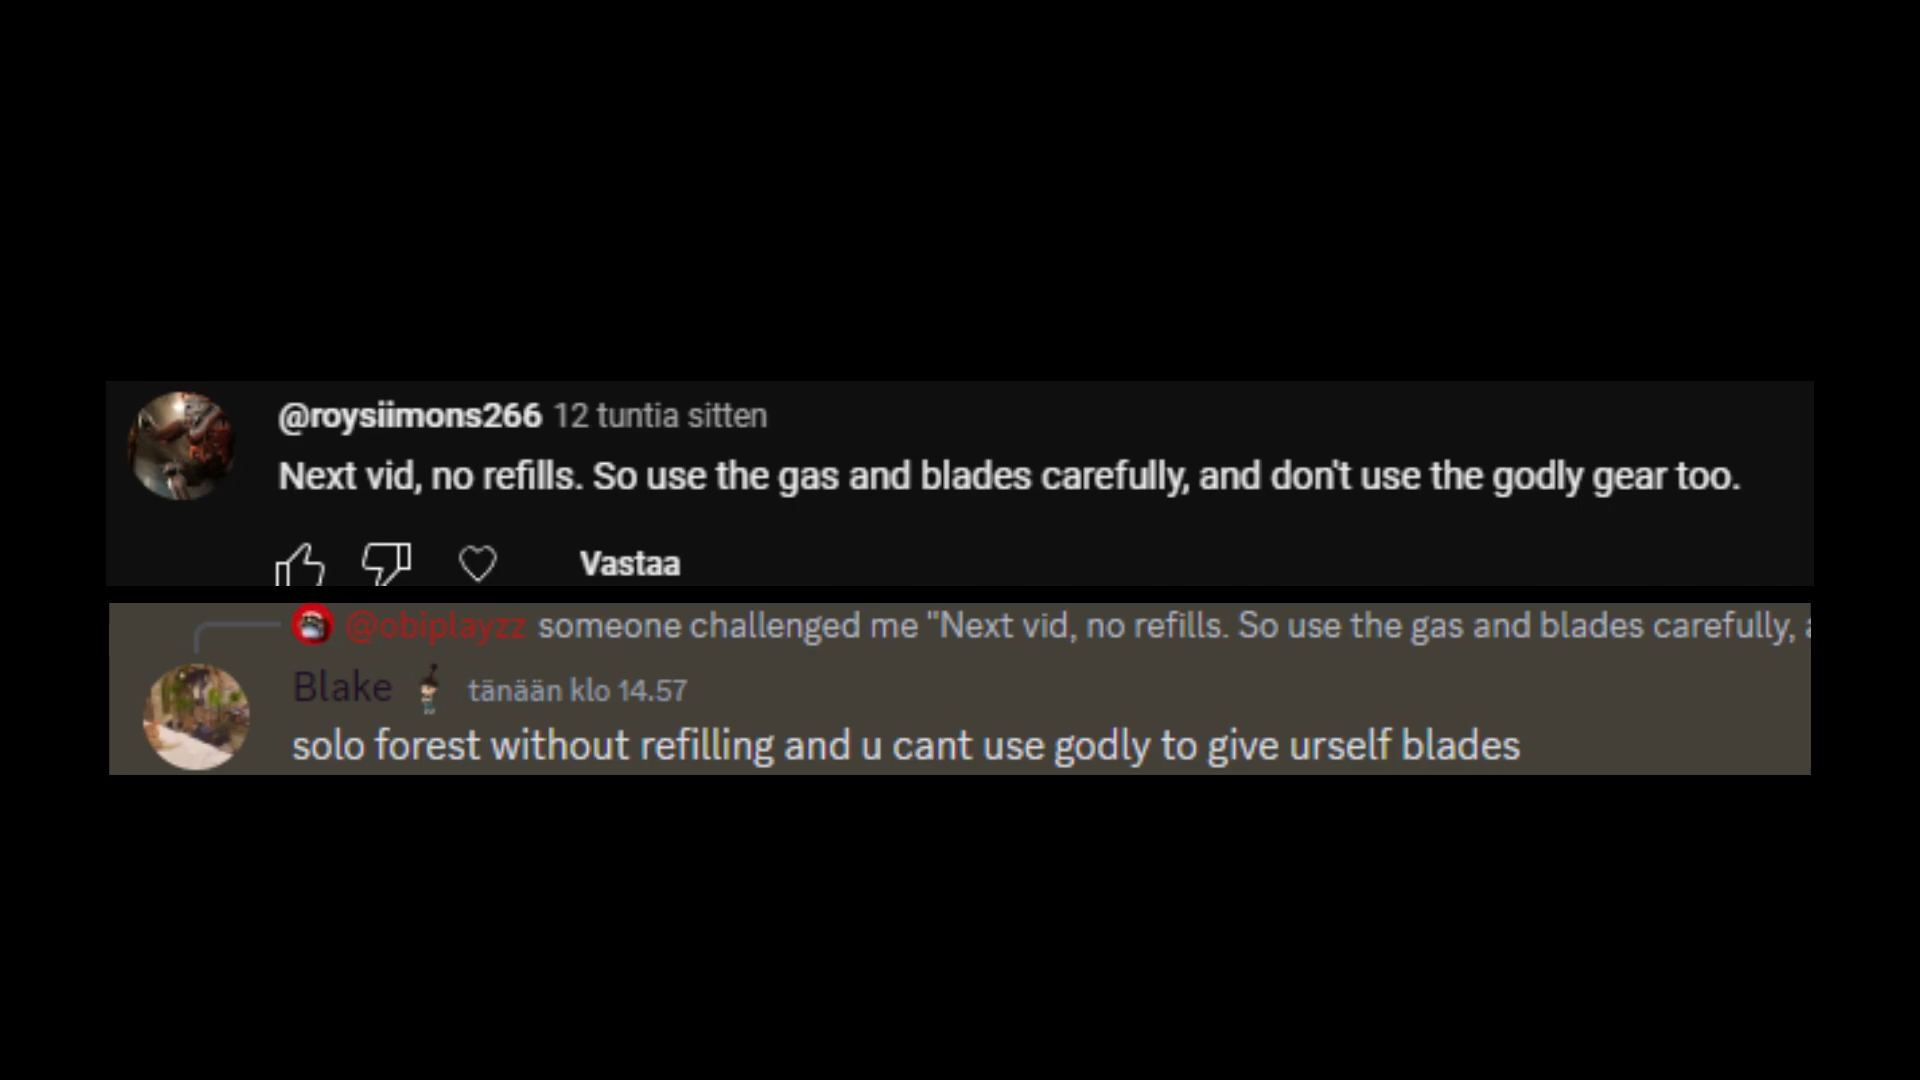 @roysiimons266 12 tuntia sitten
Next vid, no refills. So use the gas and blades carefully, and don't use the godly gear too.
Vastaa
@obiplayzz someone challenged me "Next vid, no refills. So use the gas and blades carefully,
Blake tänään klo 14.57
solo forest without refilling and u cant use godly to give urself blades